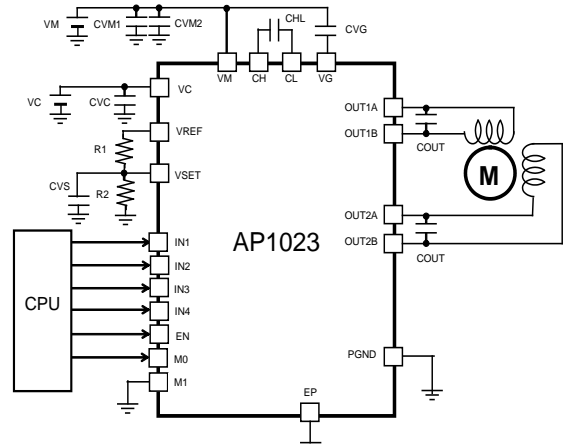 VM
CVM1
CVM2
CHL
CVG
VM
CH
CL
VG
VC
VC
CVC
VREF
R1
VSET
CVS
R2
OUT1A
OUT1B
COUT
M
OUT2A
OUT2B
COUT
AP1023
CPU
IN1
IN2
IN3
IN4
EN
M0
M1
PGND
EP